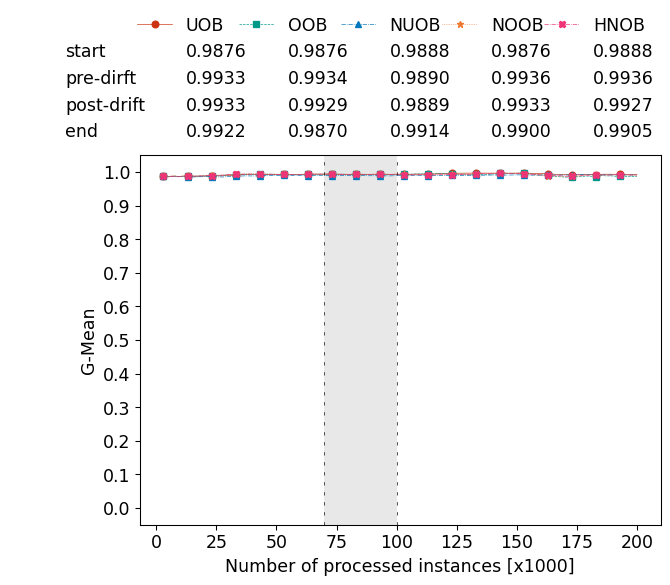 UOB OOB NUOB NOOB HNOB
start 0.9876 0.9876 0.9888 0.9876 0.9888
pre-dirft 0.9933 0.9934 0.9890 0.9936 0.9936
post-drift 0.9933 0.9929 0.9889 0.9933 0.9927
end 0.9922 0.9870 0.9914 0.9900 0.9905
1.0
0.9
0.8
0.7
0.6
0.5
0.4
0.3
0.2
0.1
0.0
G-Mean
0 25 50 75 100 125 150 175 200
Number of processed instances [x1000]